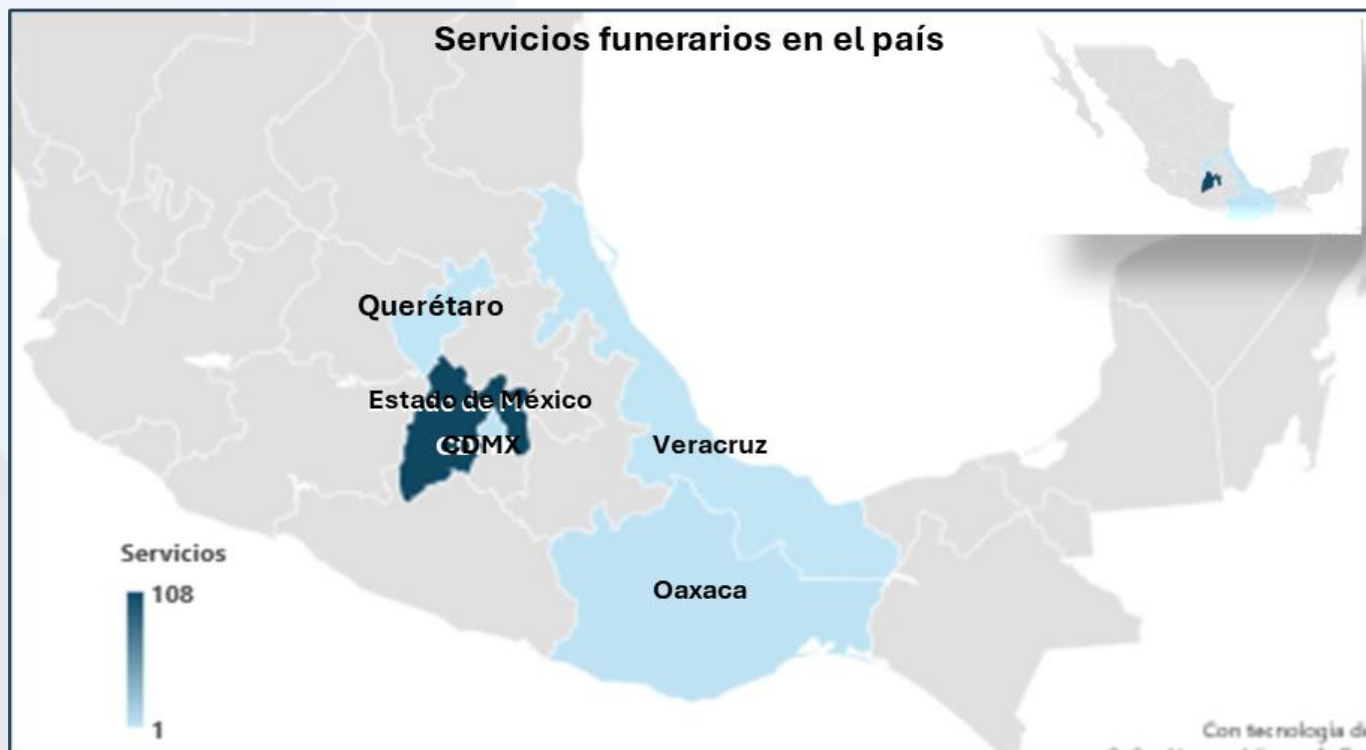 Servicios funerarios en el país
Querétaro
Estado de México
CDMX
Veracruz
Oaxaca
Servicios
108
1
Con tecnología de